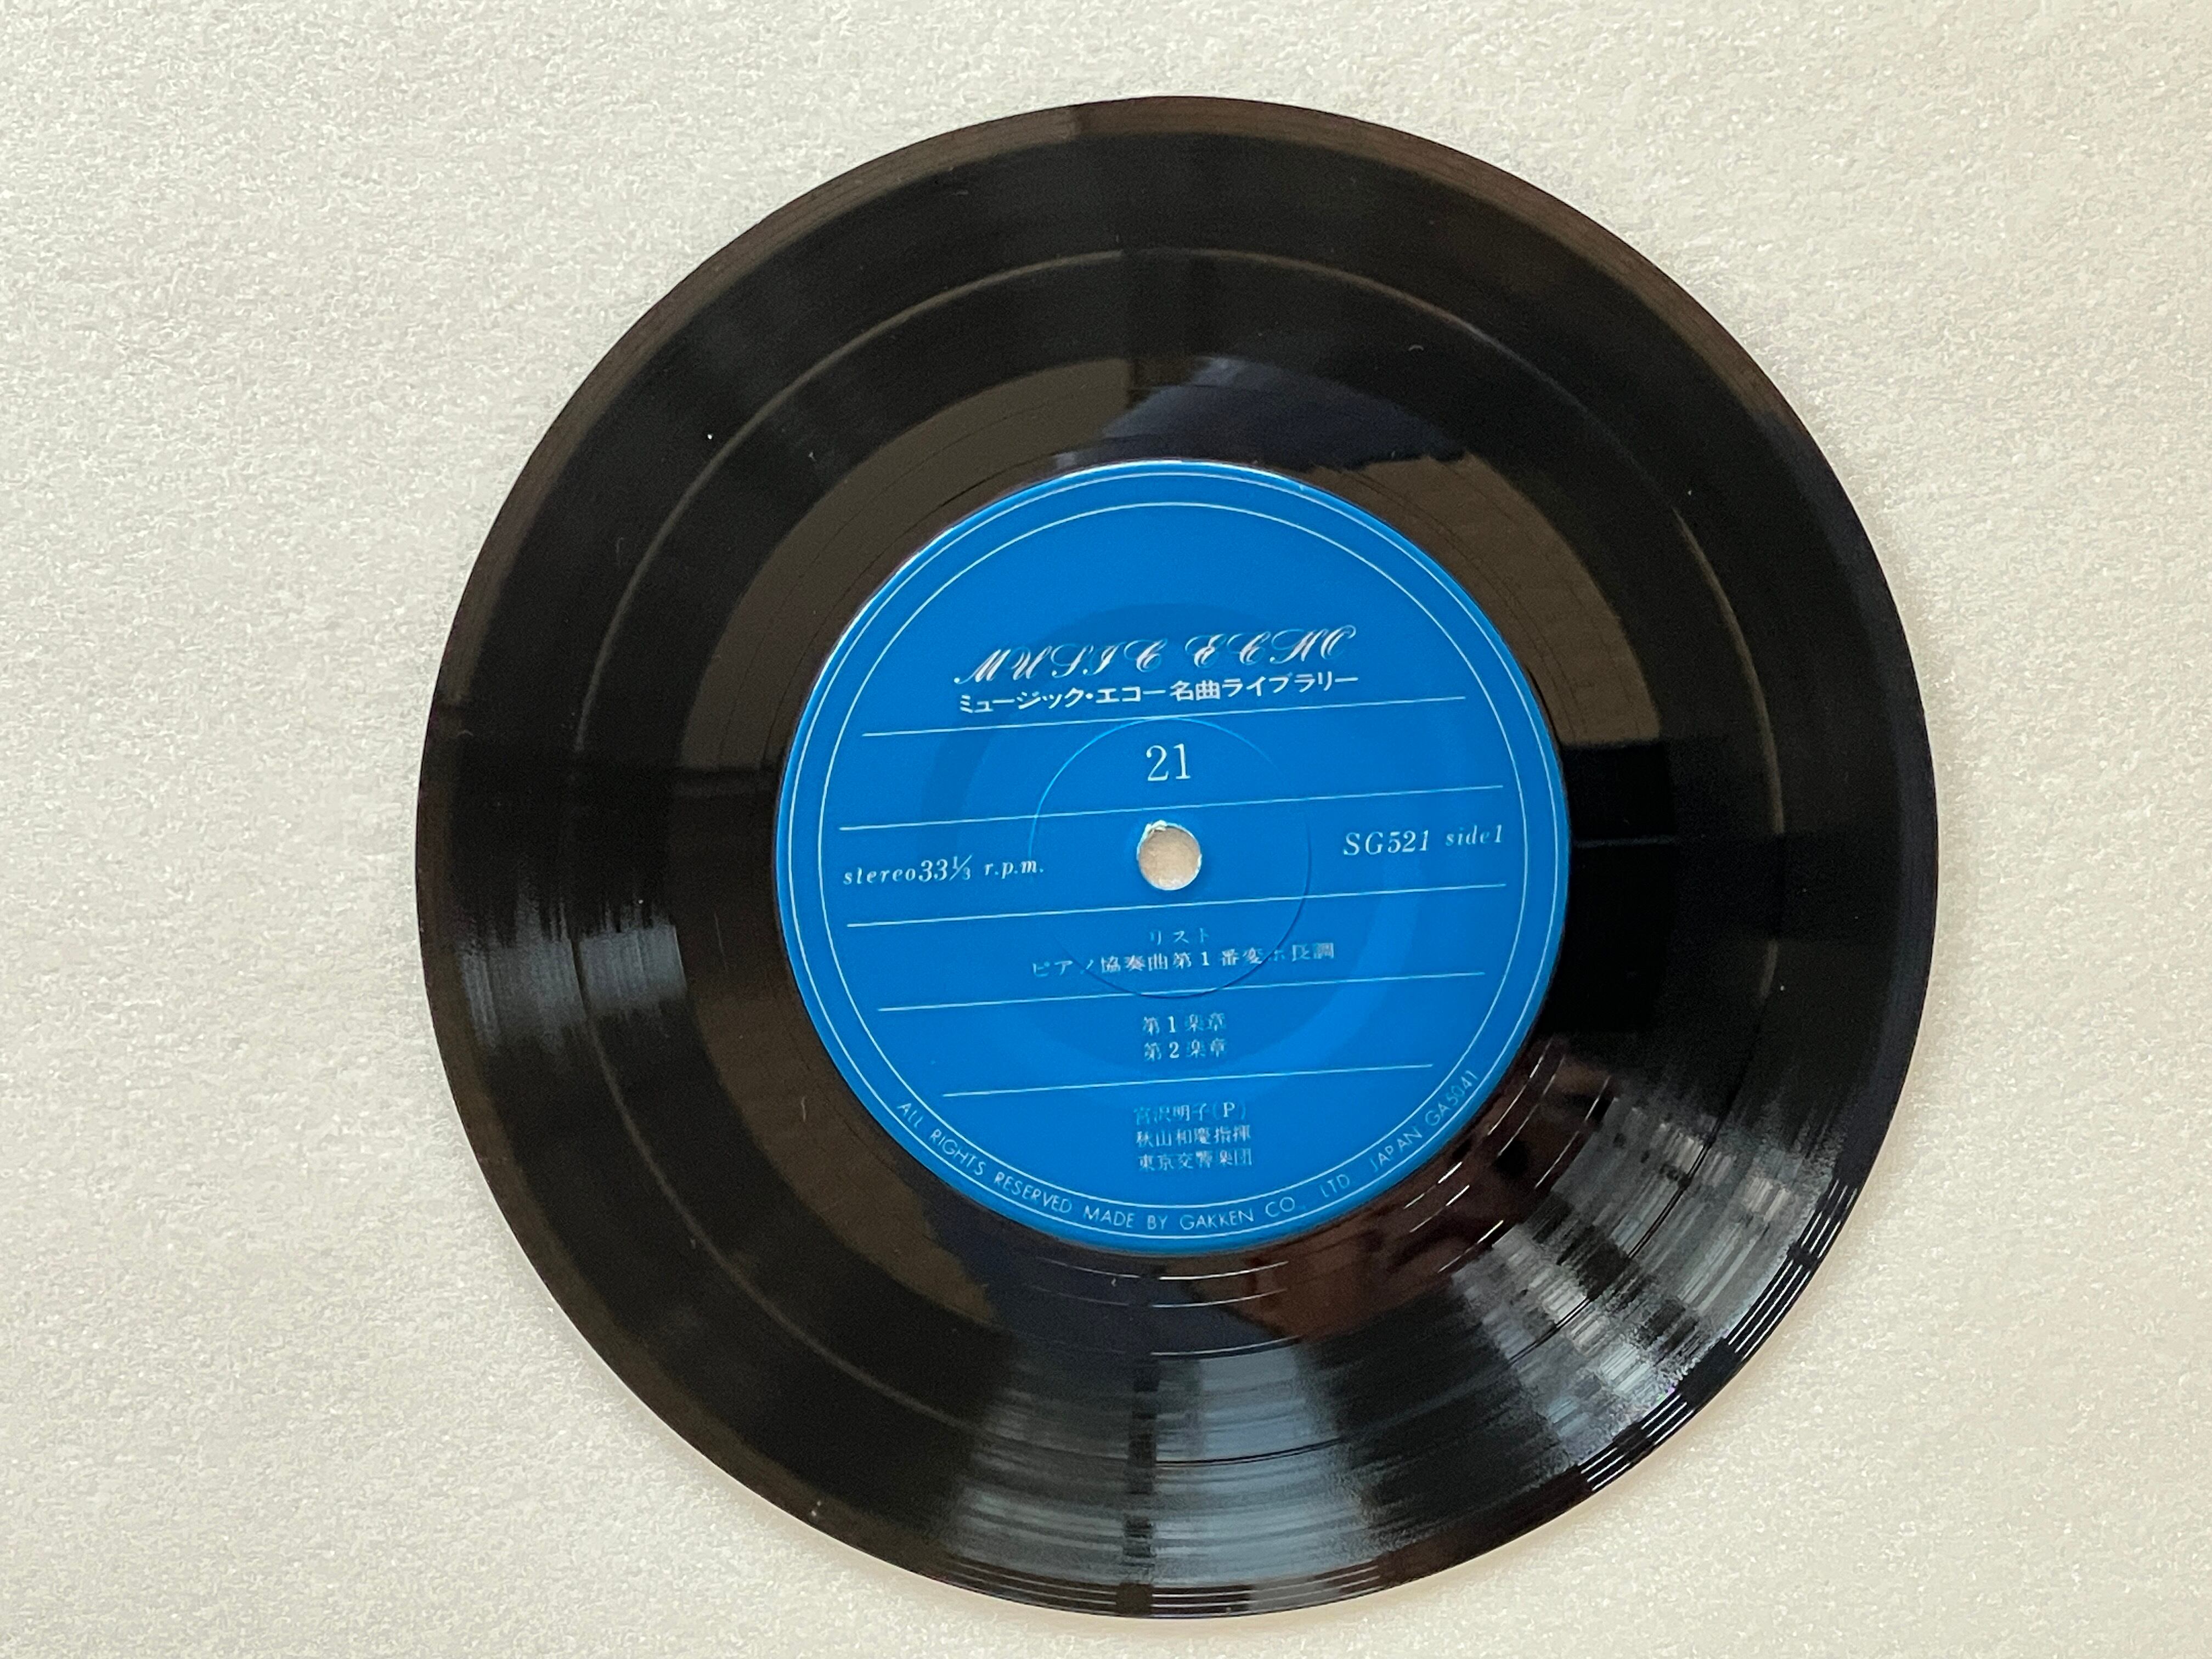 MUSIC ECHO
ミュージック・エコー名曲ライブラリー
21
stereo33⅓ r.p.m.
SG521 side1
リスト
ピアノ協奏曲第1番変ホ長調
第1楽章
第2楽章
宮沢明子(P)
秋山和慶指揮
東京交響楽団
ALL RIGHTS RESERVED MADE BY GAKKEN CO., LTD. JAPAN GA5041